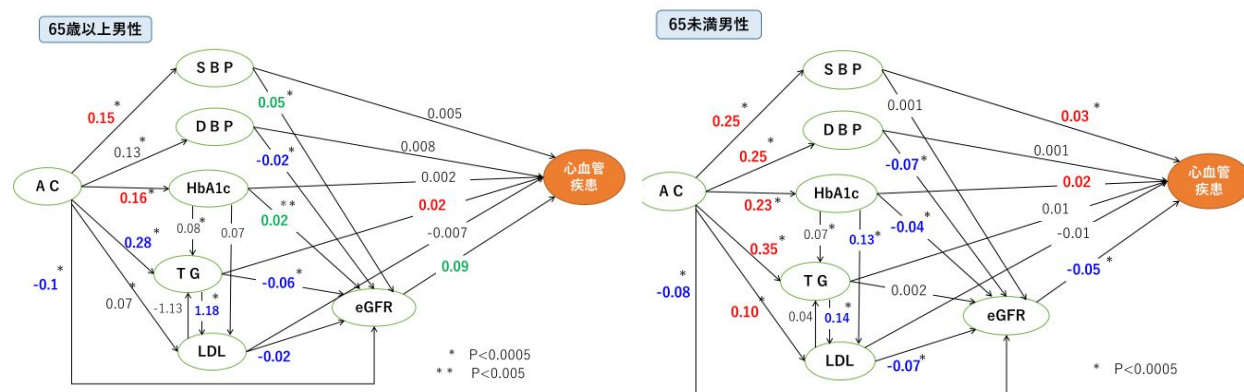 65歳以上男性
SBP
0.15 *
0.05 *
0.005
DBP
0.13 *
-0.02 *
0.008
AC
HbA1c
0.16 *
0.02 **
0.002
心血管
疾患
0.28 *
0.08 *
0.07
0.02
-0.007
TG
-0.1 *
0.07 *
-1.13
1.18 *
-0.06 *
0.09
eGFR
LDL
-0.02
* P<0.0005
** P<0.005
65未満男性
SBP
0.25 *
0.001
0.03 *
DBP
0.25 *
-0.07 *
0.001
AC
HbA1c
0.23 *
-0.04 *
0.02
心血管
疾患
0.35 *
0.07 *
0.13 *
0.01
-0.01
TG
-0.08 *
0.10 *
0.04
0.14 *
0.002
-0.05 *
eGFR
LDL
-0.07 *
* P<0.0005